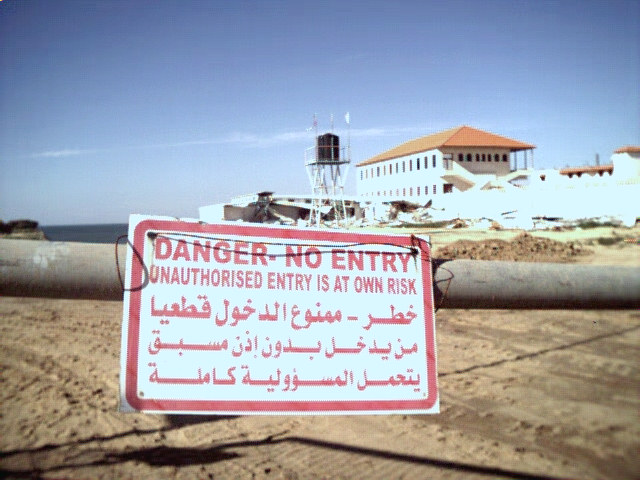 DANGER- NO ENTRY
UNAUTHORISED ENTRY IS AT OWN RISK
خطر - ممنوع الدخول قطعيا
من يدخل بدون إذن مسبق
يتحمل المسؤولية كاملة